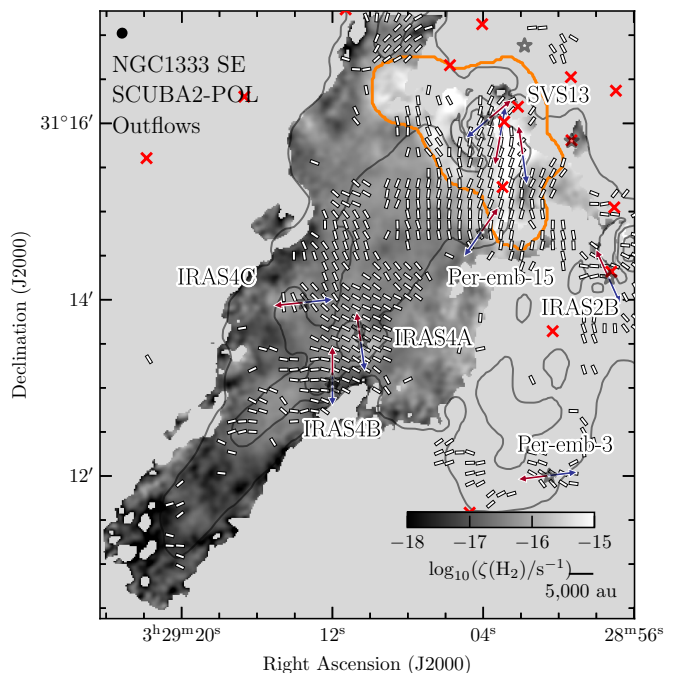 NGC1333 SE
SCUBA2-POL
Outflows
SVS13
31°16′
Per-emb-15
IRAS4C
14′
IRAS2B
IRAS4A
IRAS4B
Per-emb-3
12′
−18 −17 −16 −15
log₁₀(ζ(H₂)/s⁻¹)
5,000 au
3ʰ29ᵐ20ˢ 12ˢ 04ˢ 28ᵐ56ˢ
Right Ascension (J2000)
Declination (J2000)